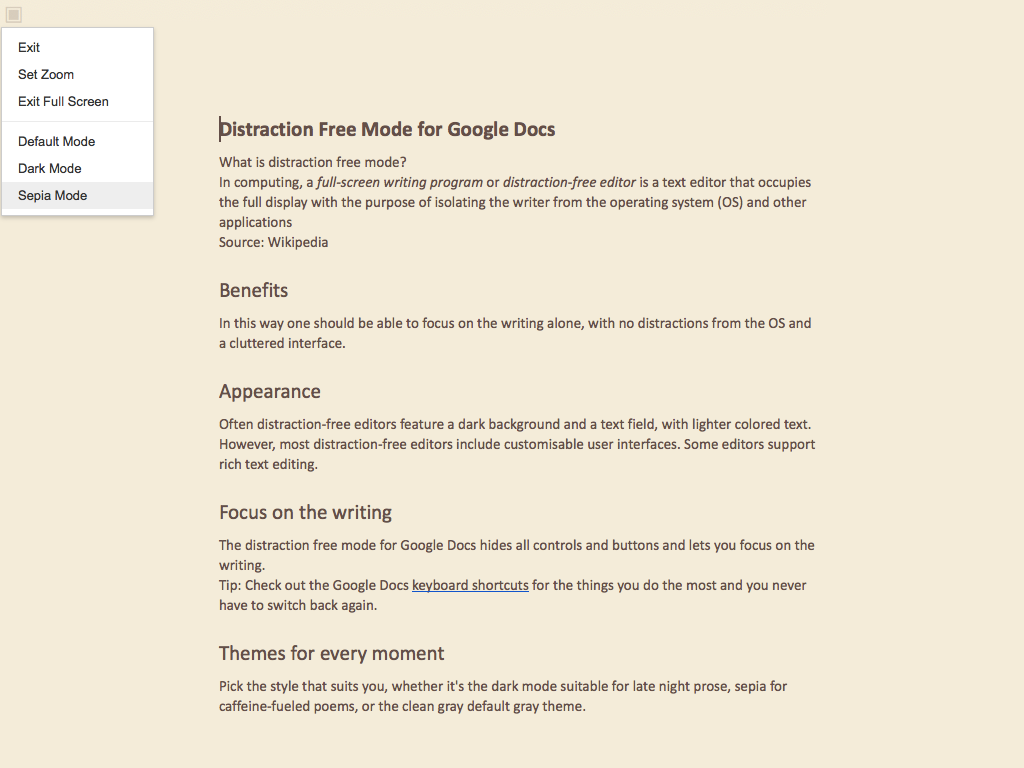 Exit
Set Zoom
Exit Full Screen
Default Mode
Dark Mode
Sepia Mode
Distraction Free Mode for Google Docs
What is distraction free mode?
In computing, a full-screen writing program or distraction-free editor is a text editor that occupies
the full display with the purpose of isolating the writer from the operating system (OS) and other
applications
Source: Wikipedia
Benefits
In this way one should be able to focus on the writing alone, with no distractions from the OS and
a cluttered interface.
Appearance
Often distraction-free editors feature a dark background and a text field, with lighter colored text.
However, most distraction-free editors include customisable user interfaces. Some editors support
rich text editing.
Focus on the writing
The distraction free mode for Google Docs hides all controls and buttons and lets you focus on the
writing.
Tip: Check out the Google Docs keyboard shortcuts for the things you do the most and you never
have to switch back again.
Themes for every moment
Pick the style that suits you, whether it's the dark mode suitable for late night prose, sepia for
caffeine-fueled poems, or the clean gray default gray theme.